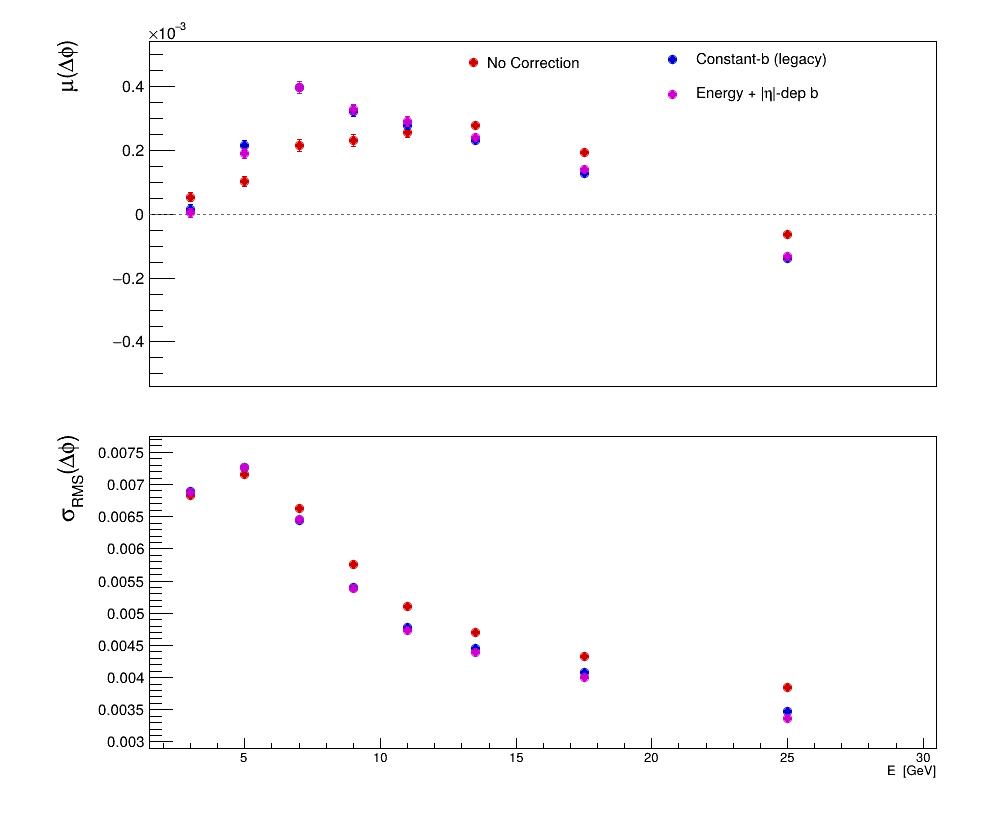 ×10⁻³
μ(Δϕ)
No Correction
Constant-b (legacy)
Energy + |η|-dep b
0.4
0.2
0
−0.2
−0.4
σRMS(Δϕ)
0.0075
0.007
0.0065
0.006
0.0055
0.005
0.0045
0.004
0.0035
0.003
5 10 15 20 25 30
E [GeV]